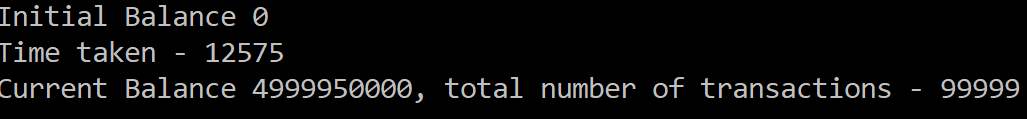 Initial Balance 0
Time taken - 12575
Current Balance 4999950000, total number of transactions - 99999